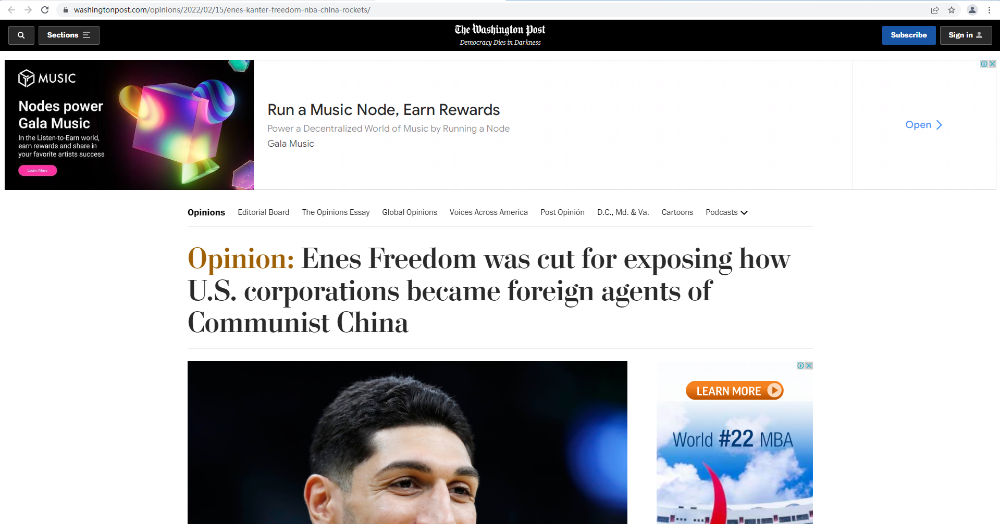 washingtonpost.com/opinions/2022/02/15/enes-kanter-freedom-nba-china-rockets/
Sections
The Washington Post
Democracy Dies in Darkness
Subscribe
Sign in
MUSIC
Nodes power
Gala Music
In the Listen-to-Earn world,
earn rewards and share in
your favorite artists success
Learn More
Run a Music Node, Earn Rewards
Power a Decentralized World of Music by Running a Node
Gala Music
Open
Opinions Editorial Board The Opinions Essay Global Opinions Voices Across America Post Opinión D.C., Md. & Va. Cartoons Podcasts
Opinion: Enes Freedom was cut for exposing how
U.S. corporations became foreign agents of
Communist China
LEARN MORE
World #22 MBA